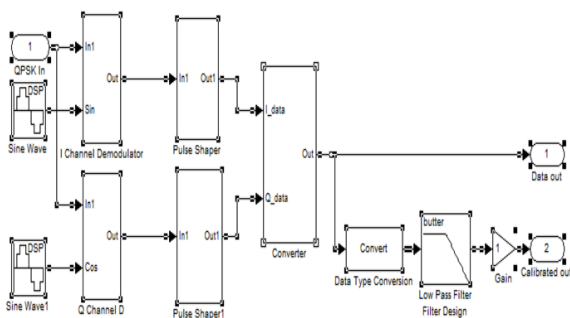 1
QPSK In
DSP
Sine Wave
In1
Out
Sin
I Channel Demodulator
In1
Out1
Pulse Shaper
I_data
Out
Q_data
Converter
1
Data out
In1
Out
Cos
Q Channel D
DSP
Sine Wave1
In1
Out1
Pulse Shaper1
Convert
Data Type Conversion
butter
Low Pass Filter
Filter Design
1
Gain
2
Calibrated out